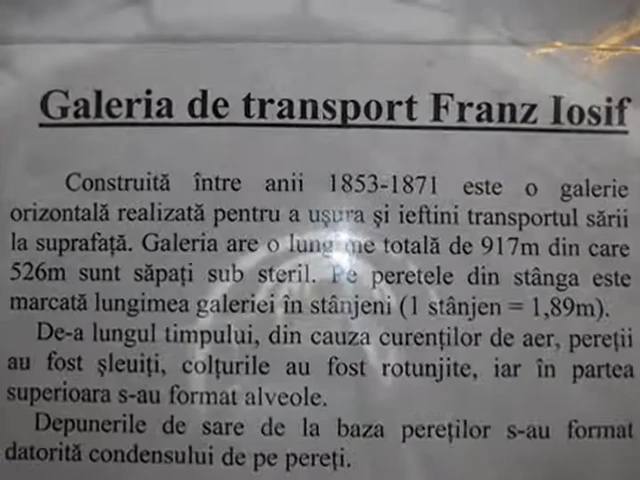 Galeria de transport Franz Iosif
Construită între anii 1853-1871 este o galerie
orizontală realizată pentru a uşura şi ieftini transportul sării
la suprafaţă. Galeria are o lungime totală de 917m din care
526m sunt săpaţi sub steril. Pe peretele din stânga este
marcată lungimea galeriei în stânjeni (1 stânjen = 1,89m).
De-a lungul timpului, din cauza curenţilor de aer, pereţii
au fost şleuiţi, colţurile au fost rotunjite, iar în partea
superioara s-au format alveole.
Depunerile de sare de la baza pereţilor s-au format
datorită condensului de pe pereţi.